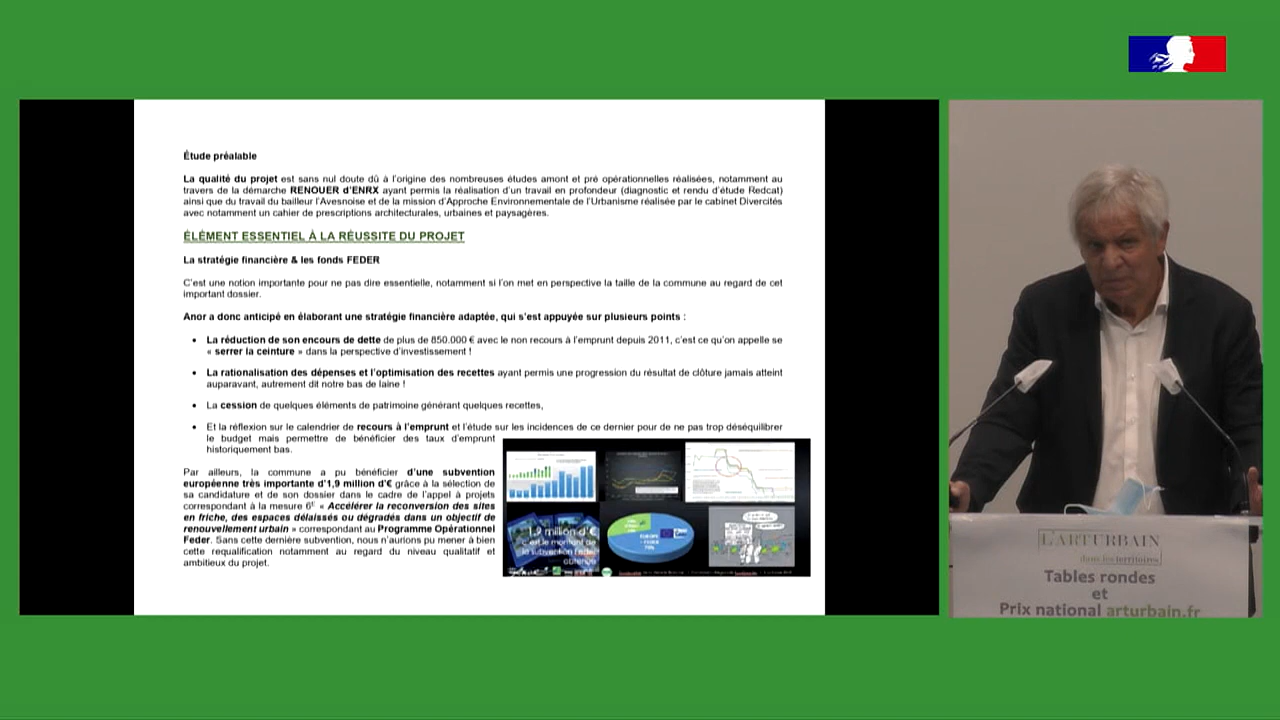 Étude préalable
La qualité du projet est sans nul doute dû à l'origine des nombreuses études amont et pré opérationnelles réalisées, notamment au
travers de la démarche RENOUER d'ENRX ayant permis la réalisation d'un travail en profondeur (diagnostic et rendu d'étude Redcat)
ainsi que du travail du bailleur l'Avesnoise et de la mission d'Approche Environnementale de l'Urbanisme réalisée par le cabinet Divercités
avec notamment un cahier de prescriptions architecturales, urbaines et paysagères.
ÉLÉMENT ESSENTIEL À LA RÉUSSITE DU PROJET
La stratégie financière & les fonds FEDER
C'est une notion importante pour ne pas dire essentielle, notamment si l'on met en perspective la taille de la commune au regard de cet
important dossier.
Anor a donc anticipé en élaborant une stratégie financière adaptée, qui s'est appuyée sur plusieurs points :
• La réduction de son encours de dette de plus de 850.000 € avec le non recours à l'emprunt depuis 2011, c'est ce qu'on appelle se
« serrer la ceinture » dans la perspective d'investissement !
• La rationalisation des dépenses et l'optimisation des recettes ayant permis une progression du résultat de clôture jamais atteint
auparavant, autrement dit notre bas de laine !
• La cession de quelques éléments de patrimoine générant quelques recettes,
• Et la réflexion sur le calendrier de recours à l'emprunt et l'étude sur les incidences de ce dernier pour de ne pas trop déséquilibrer
le budget mais permettre de bénéficier des taux d'emprunt
historiquement bas.
Par ailleurs, la commune a pu bénéficier d'une subvention
européenne très importante d'1,9 million d'€ grâce à la sélection de
sa candidature et de son dossier dans le cadre de l'appel à projets
correspondant à la mesure 6E « Accélérer la reconversion des sites
en friche, des espaces délaissés ou dégradés dans un objectif de
renouvellement urbain » correspondant au Programme Opérationnel
Feder. Sans cette dernière subvention, nous n'aurions pu mener à bien
cette requalification notamment au regard du niveau qualitatif et
ambitieux du projet.
1,9 million d'€
c'est le montant de
la subvention Feder
obtenue
L'ARTURBAIN
dans les territoires
Tables rondes
et
Prix national arturbain.fr